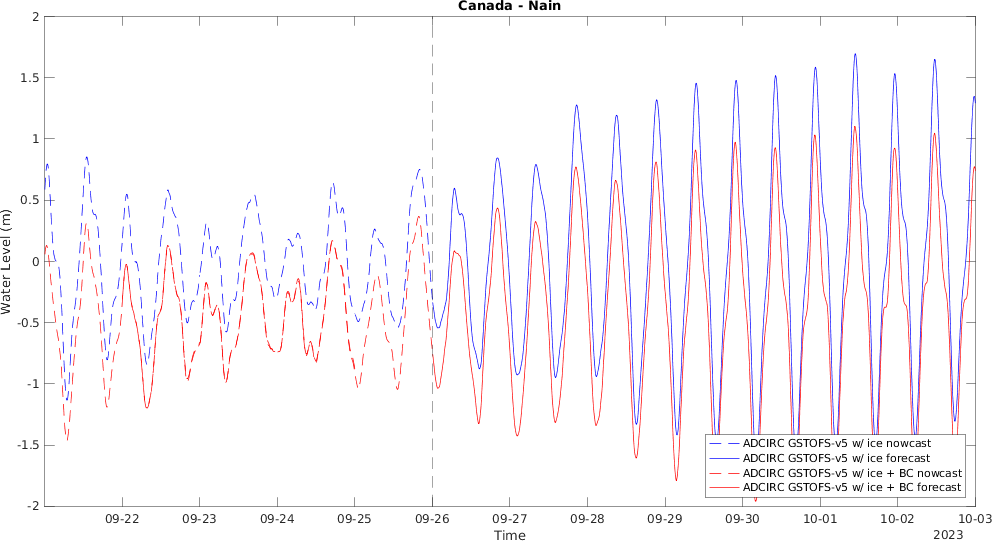 Canada - Nain
Water Level (m)
2
1.5
1
0.5
0
-0.5
-1
-1.5
-2
ADCIRC GSTOFS-v5 w/ ice nowcast
ADCIRC GSTOFS-v5 w/ ice forecast
ADCIRC GSTOFS-v5 w/ ice + BC nowcast
ADCIRC GSTOFS-v5 w/ ice + BC forecast
09-22 09-23 09-24 09-25 09-26 09-27 09-28 09-29 09-30 10-01 10-02 10-03
Time
2023